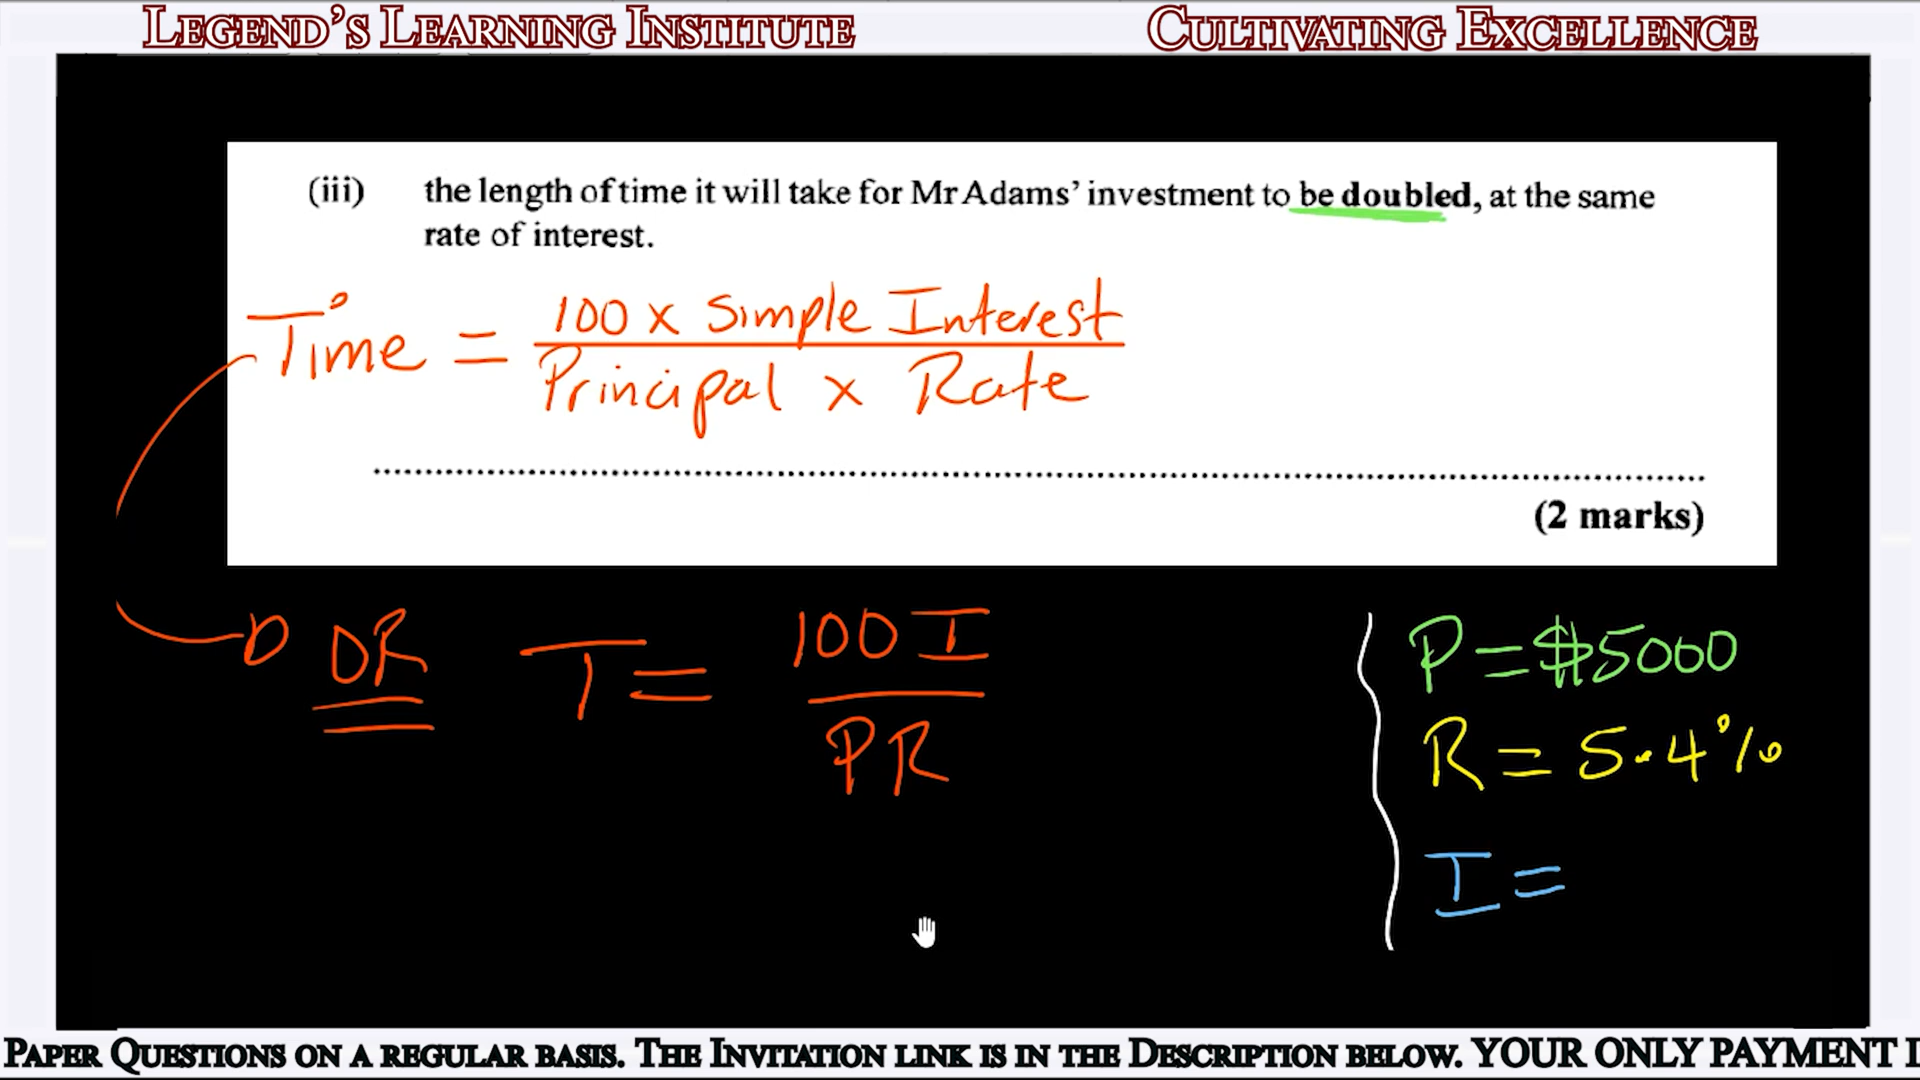 LEGEND'S LEARNING INSTITUTE CULTIVATING EXCELLENCE
(iii) the length of time it will take for Mr Adams' investment to be doubled, at the same
rate of interest.
Time = 100 x Simple Interest
Principal x Rate
(2 marks)
OR T = 100 I
PR
P = $5000
R = 5.4%
I =
PAPER QUESTIONS ON A REGULAR BASIS. THE INVITATION LINK IS IN THE DESCRIPTION BELOW. YOUR ONLY PAYMENT